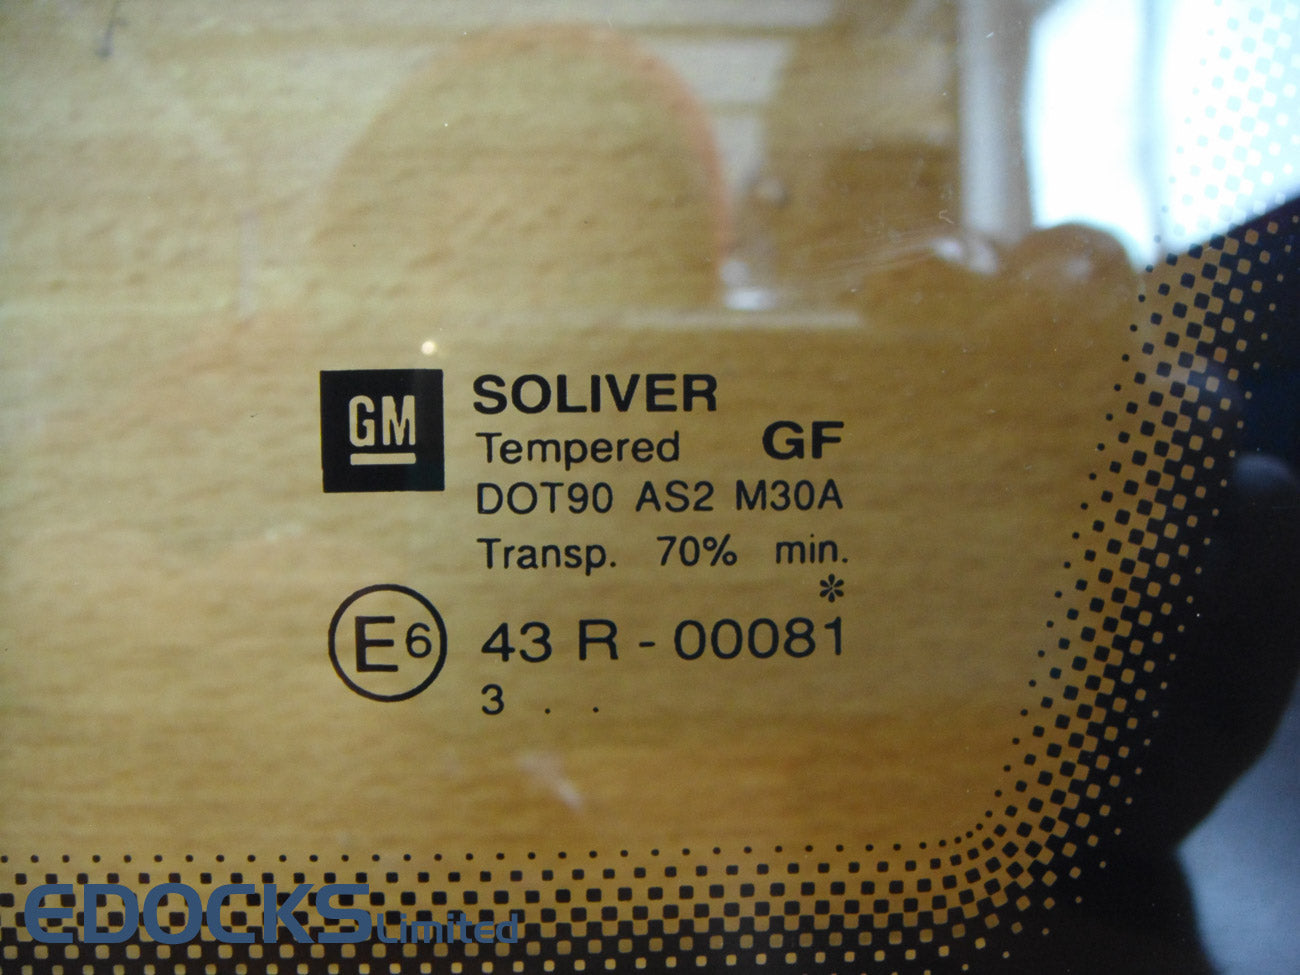 GM
SOLIVER
Tempered GF
DOT90 AS2 M30A
Transp. 70% min.
*
E6 43 R - 00081
3 . .
EDOCKS Limited